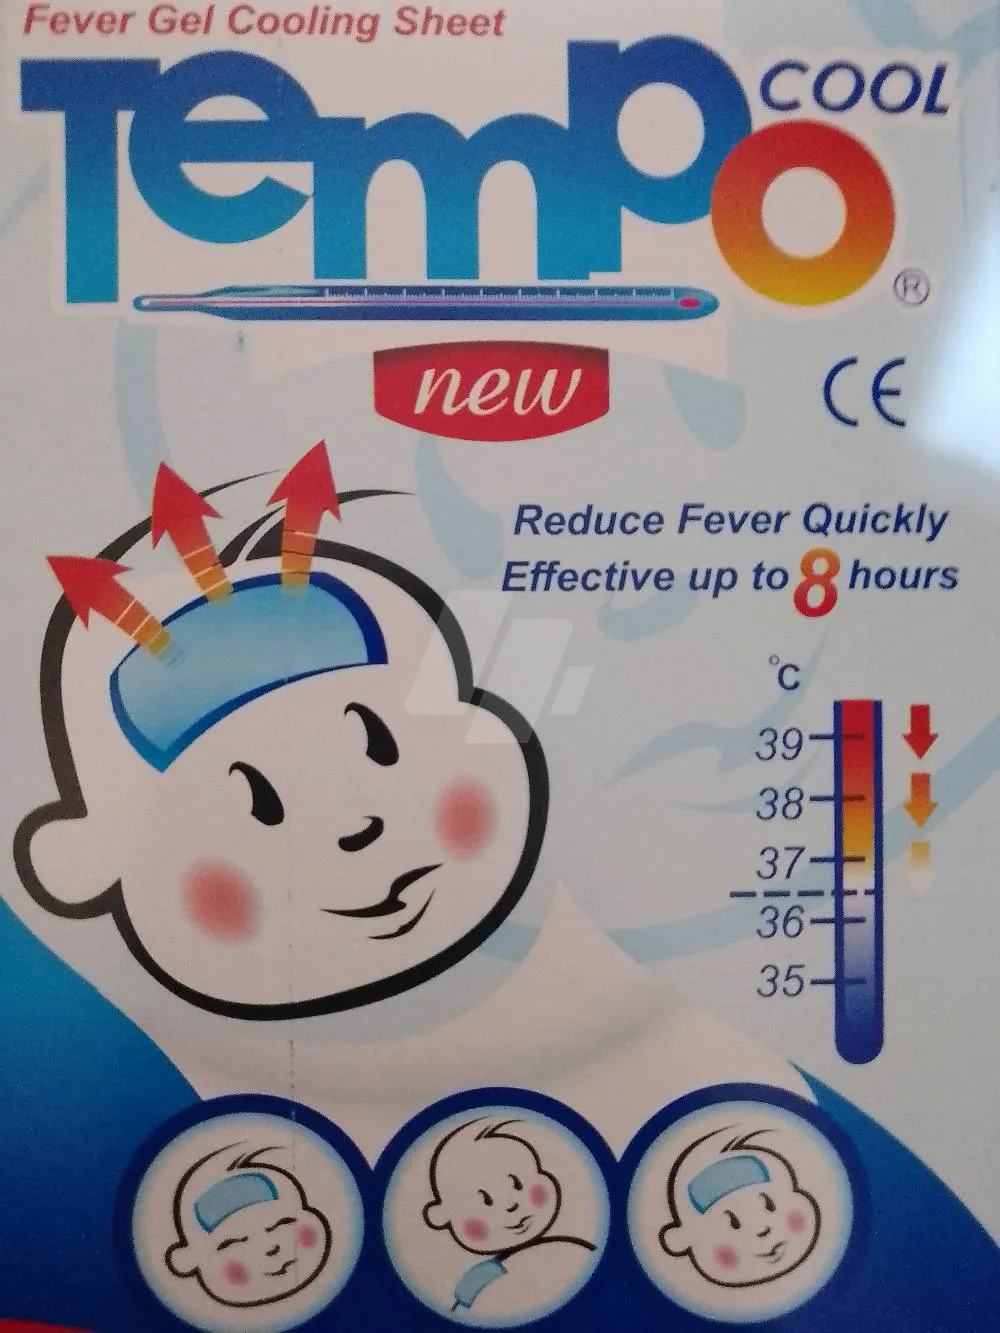 Fever Gel Cooling Sheet
Tempo COOL
®
new
CE
Reduce Fever Quickly
Effective up to 8 hours
°C
39
38
37
36
35